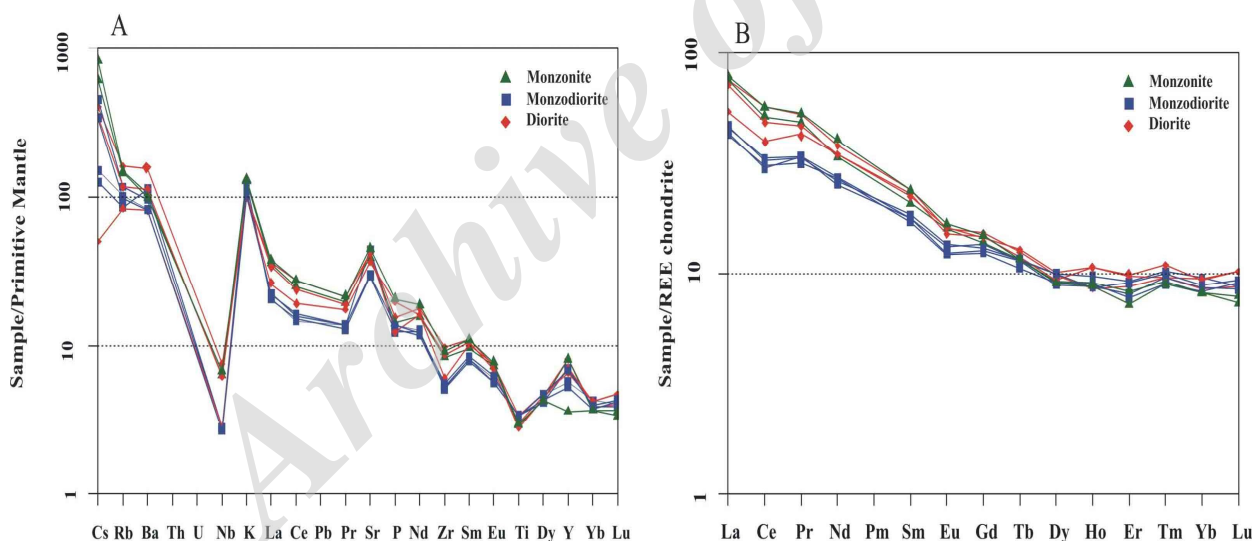 A
Sample/Primitive Mantle
1000
100
10
1
Monzonite
Monzodiorite
Diorite
Cs Rb Ba Th U Nb K La Ce Pb Pr Sr P Nd Zr Sm Eu Ti Dy Y Yb Lu
B
Sample/REE chondrite
100
10
1
Monzonite
Monzodiorite
Diorite
La Ce Pr Nd Pm Sm Eu Gd Tb Dy Ho Er Tm Yb Lu
Archive of